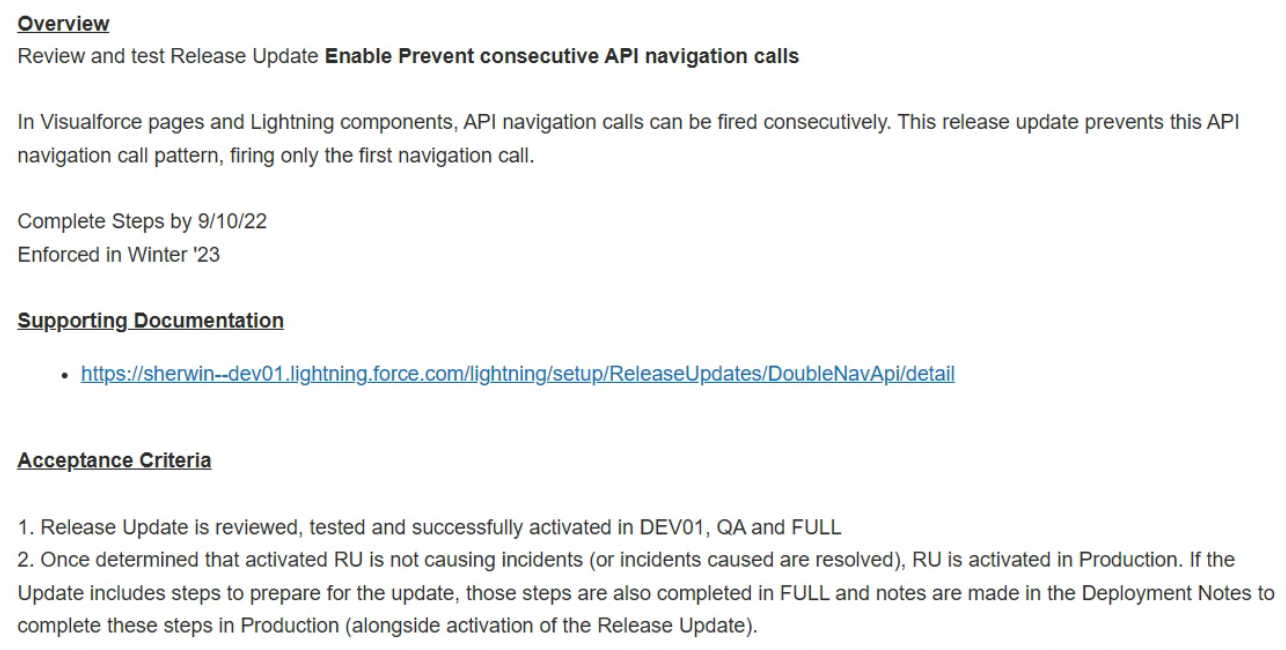 Overview
Review and test Release Update Enable Prevent consecutive API navigation calls
In Visualforce pages and Lightning components, API navigation calls can be fired consecutively. This release update prevents this API
navigation call pattern, firing only the first navigation call.
Complete Steps by 9/10/22
Enforced in Winter '23
Supporting Documentation
• https://sherwin--dev01.lightning.force.com/lightning/setup/ReleaseUpdates/DoubleNavApi/detail
Acceptance Criteria
1. Release Update is reviewed, tested and successfully activated in DEV01, QA and FULL
2. Once determined that activated RU is not causing incidents (or incidents caused are resolved), RU is activated in Production. If the
Update includes steps to prepare for the update, those steps are also completed in FULL and notes are made in the Deployment Notes to
complete these steps in Production (alongside activation of the Release Update).